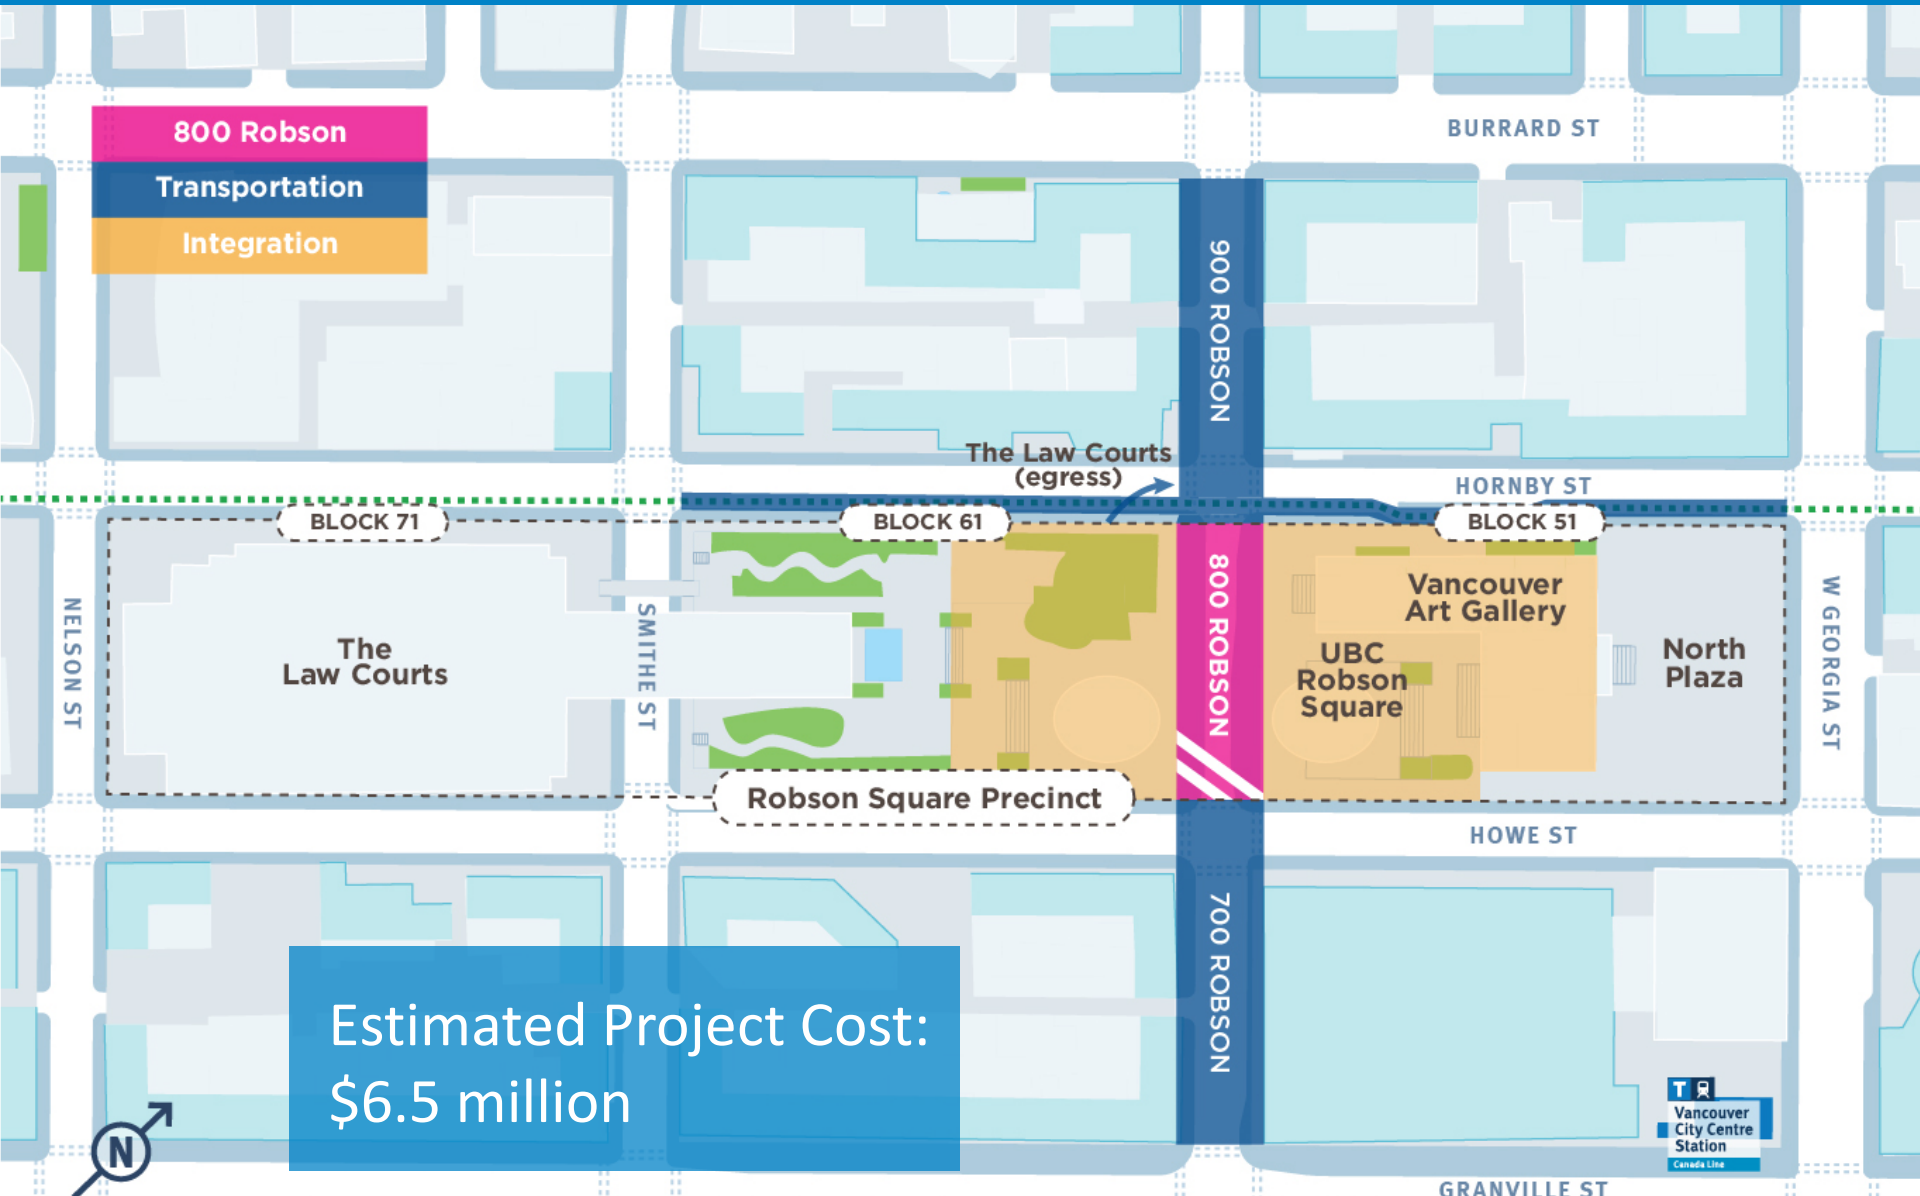 BURRARD ST
800 Robson
Transportation
Integration
900 ROBSON
The Law Courts
(egress)
HORNBY ST
BLOCK 71
BLOCK 61
BLOCK 51
NELSON ST
The
Law Courts
SMITHE ST
800 ROBSON
Vancouver
Art Gallery
UBC
Robson
Square
North
Plaza
W GEORGIA ST
Robson Square Precinct
HOWE ST
700 ROBSON
Estimated Project Cost:
$6.5 million
N
T
Vancouver
City Centre
Station
Canada Line
GRANVILLE ST